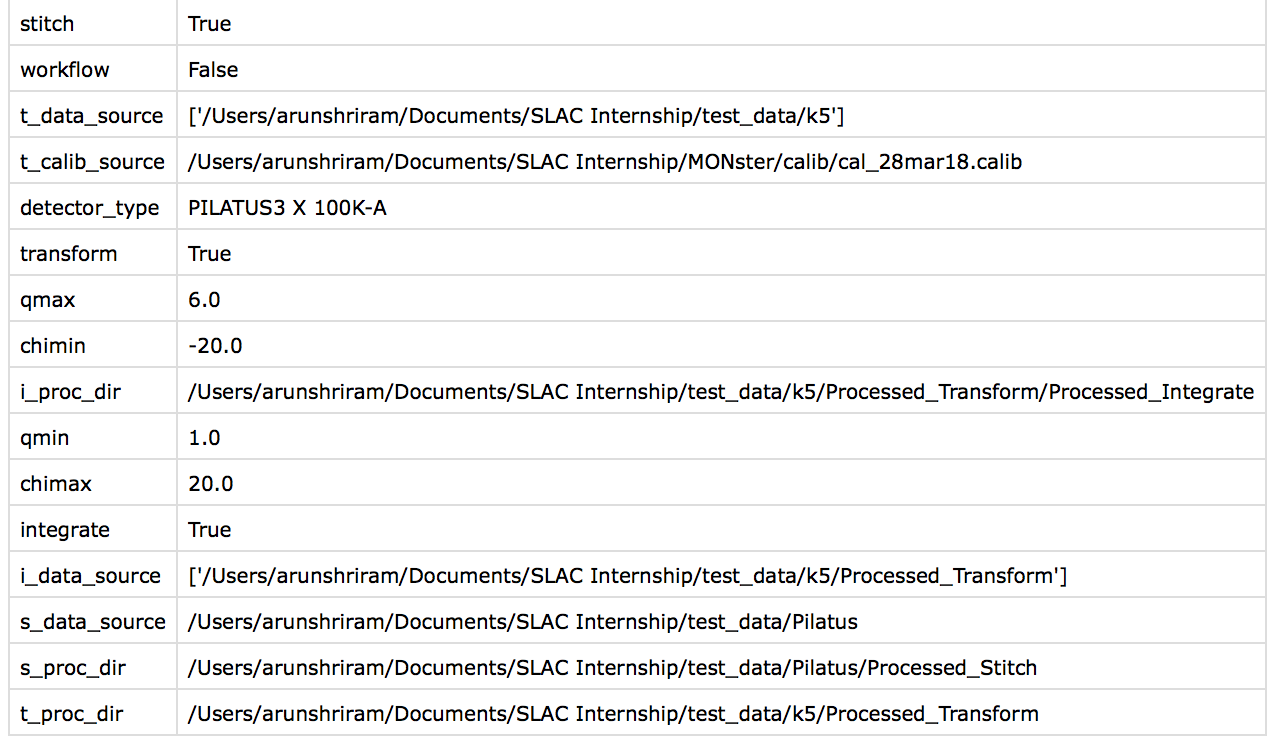 stitch True
workflow False
t_data_source ['/Users/arunshriram/Documents/SLAC Internship/test_data/k5']
t_calib_source /Users/arunshriram/Documents/SLAC Internship/MONster/calib/cal_28mar18.calib
detector_type PILATUS3 X 100K-A
transform True
qmax 6.0
chimin -20.0
i_proc_dir /Users/arunshriram/Documents/SLAC Internship/test_data/k5/Processed_Transform/Processed_Integrate
qmin 1.0
chimax 20.0
integrate True
i_data_source ['/Users/arunshriram/Documents/SLAC Internship/test_data/k5/Processed_Transform']
s_data_source /Users/arunshriram/Documents/SLAC Internship/test_data/Pilatus
s_proc_dir /Users/arunshriram/Documents/SLAC Internship/test_data/Pilatus/Processed_Stitch
t_proc_dir /Users/arunshriram/Documents/SLAC Internship/test_data/k5/Processed_Transform